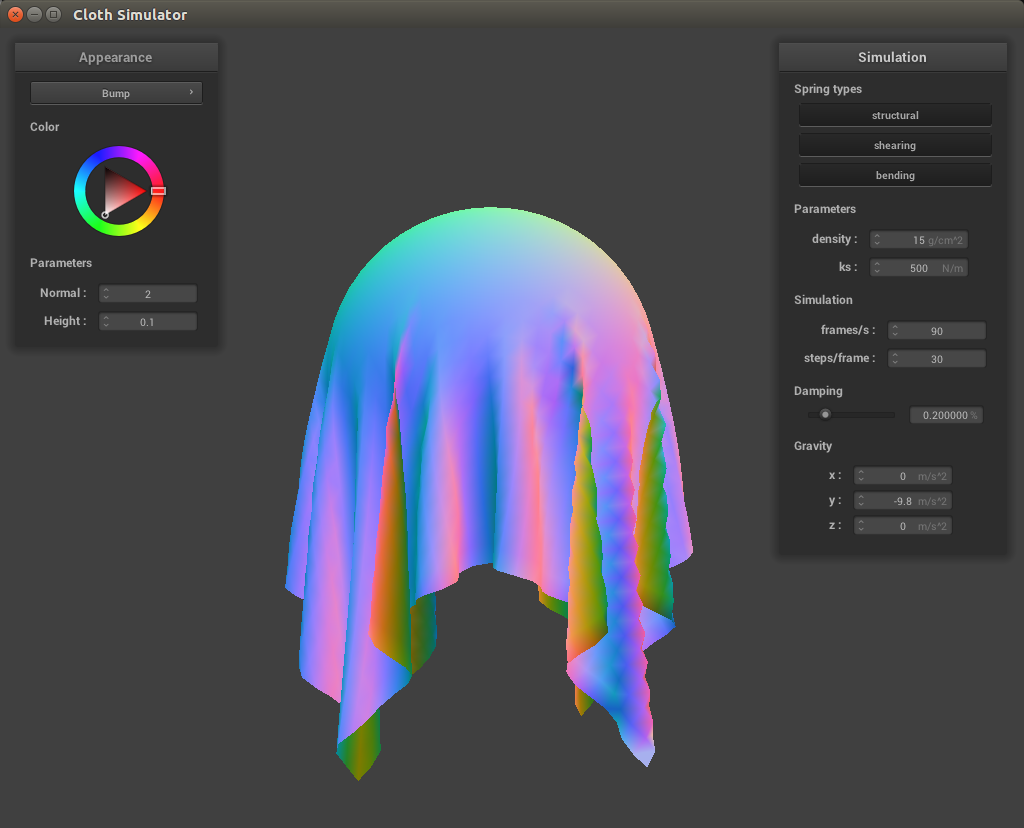 Cloth Simulator
Appearance
Bump
Color
Parameters
Normal : 2
Height : 0.1
Simulation
Spring types
structural
shearing
bending
Parameters
density : 15 g/cm^2
ks : 500 N/m
Simulation
frames/s : 90
steps/frame : 30
Damping
0.200000 %
Gravity
x : 0 m/s^2
y : -9.8 m/s^2
z : 0 m/s^2